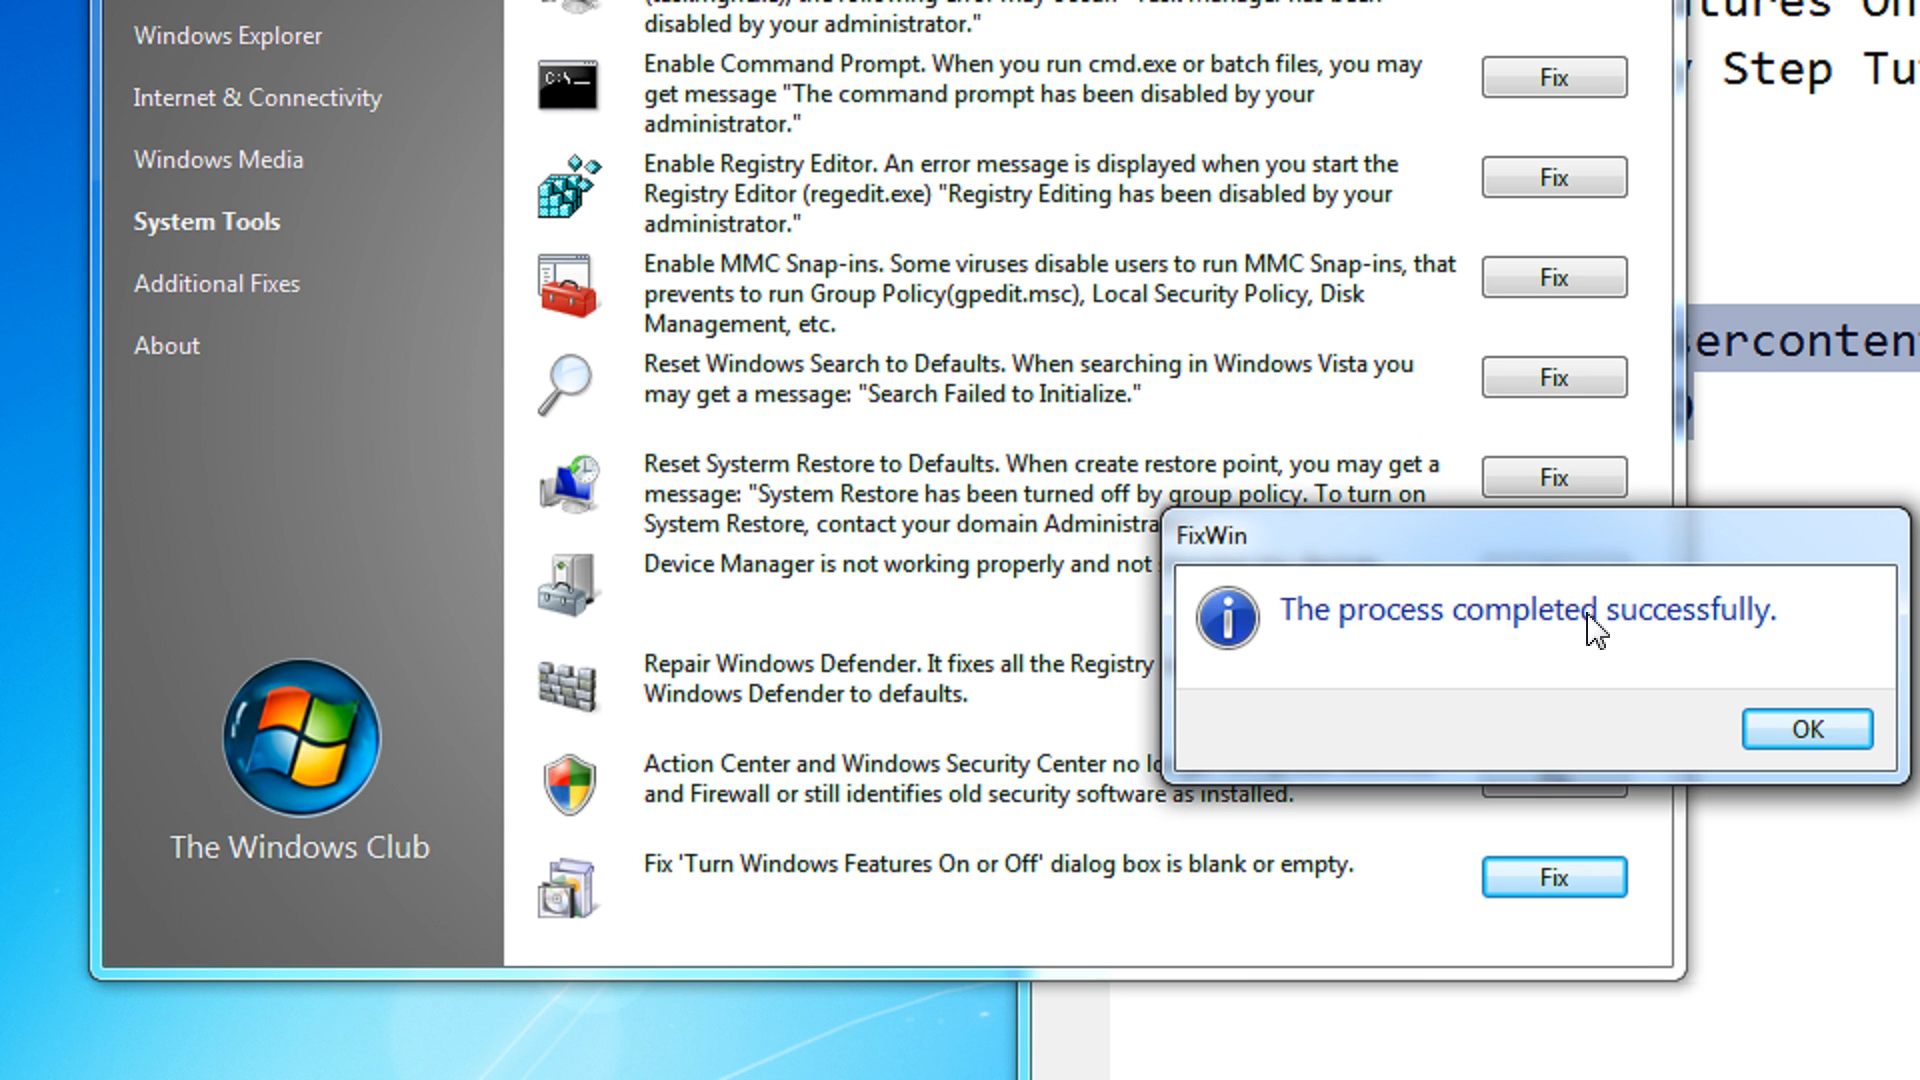 Windows Explorer
Internet & Connectivity
Windows Media
System Tools
Additional Fixes
About
The Windows Club
disabled by your administrator."
Enable Command Prompt. When you run cmd.exe or batch files, you may
get message "The command prompt has been disabled by your
administrator."
Fix
Enable Registry Editor. An error message is displayed when you start the
Registry Editor (regedit.exe) "Registry Editing has been disabled by your
administrator."
Fix
Enable MMC Snap-ins. Some viruses disable users to run MMC Snap-ins, that
prevents to run Group Policy(gpedit.msc), Local Security Policy, Disk
Management, etc.
Fix
Reset Windows Search to Defaults. When searching in Windows Vista you
may get a message: "Search Failed to Initialize."
Fix
Reset Systerm Restore to Defaults. When create restore point, you may get a
message: "System Restore has been turned off by group policy. To turn on
System Restore, contact your domain Administra
Fix
Device Manager is not working properly and not
Repair Windows Defender. It fixes all the Registry
Windows Defender to defaults.
Action Center and Windows Security Center no
and Firewall or still identifies old security software as installed.
Fix 'Turn Windows Features On or Off' dialog box is blank or empty.
Fix
FixWin
The process completed successfully.
OK
tures On
Step Tu
erconten